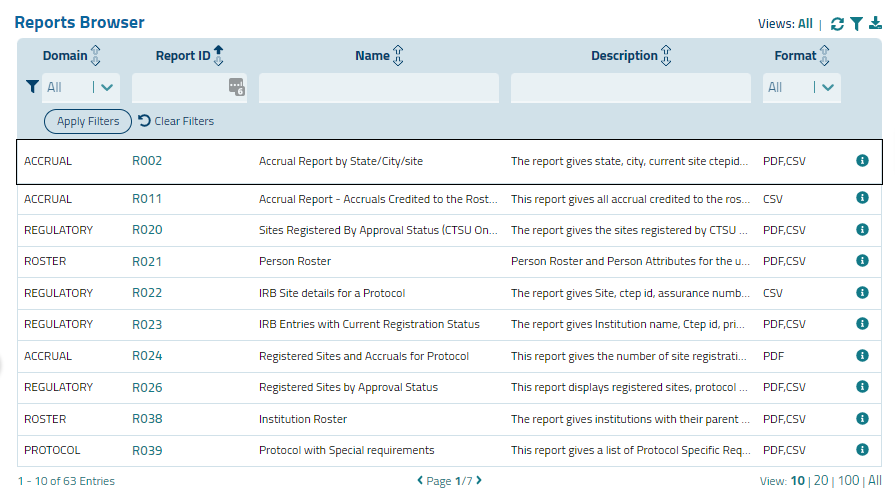 Reports Browser
Views: All |
Domain Report ID Name Description Format
All | 6 All |
Apply Filters Clear Filters
ACCRUAL R002 Accrual Report by State/City/site The report gives state, city, current site ctepid... PDF,CSV
ACCRUAL R011 Accrual Report - Accruals Credited to the Rost... This report gives all accrual credited to the ros... CSV
REGULATORY R020 Sites Registered By Approval Status (CTSU On... The report gives the sites registered by CTSU ... PDF,CSV
ROSTER R021 Person Roster Person Roster and Person Attributes for the u... PDF,CSV
REGULATORY R022 IRB Site details for a Protocol The report gives Site, ctep id, assurance numb... CSV
REGULATORY R023 IRB Entries with Current Registration Status The report gives Institution name, Ctep id, pri... PDF,CSV
ACCRUAL R024 Registered Sites and Accruals for Protocol This report gives the number of site registrati... PDF
REGULATORY R026 Registered Sites by Approval Status This report displays registered sites, protocol ... PDF,CSV
ROSTER R038 Institution Roster The report gives institutions with their parent ... PDF,CSV
PROTOCOL R039 Protocol with Special requirements This report gives a list of Protocol Specific Req... PDF,CSV
1 - 10 of 63 Entries Page 1/7 View: 10 | 20 | 100 | All